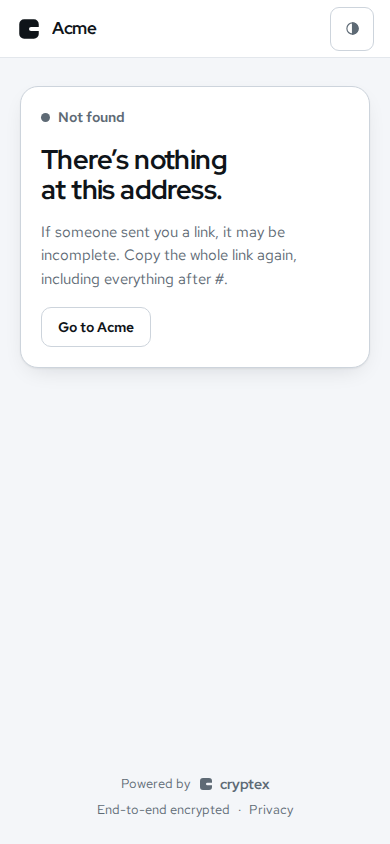 Acme
Not found
There’s nothing
at this address.
If someone sent you a link, it may be
incomplete. Copy the whole link again,
including everything after #.
Go to Acme
Powered by cryptex
End-to-end encrypted · Privacy